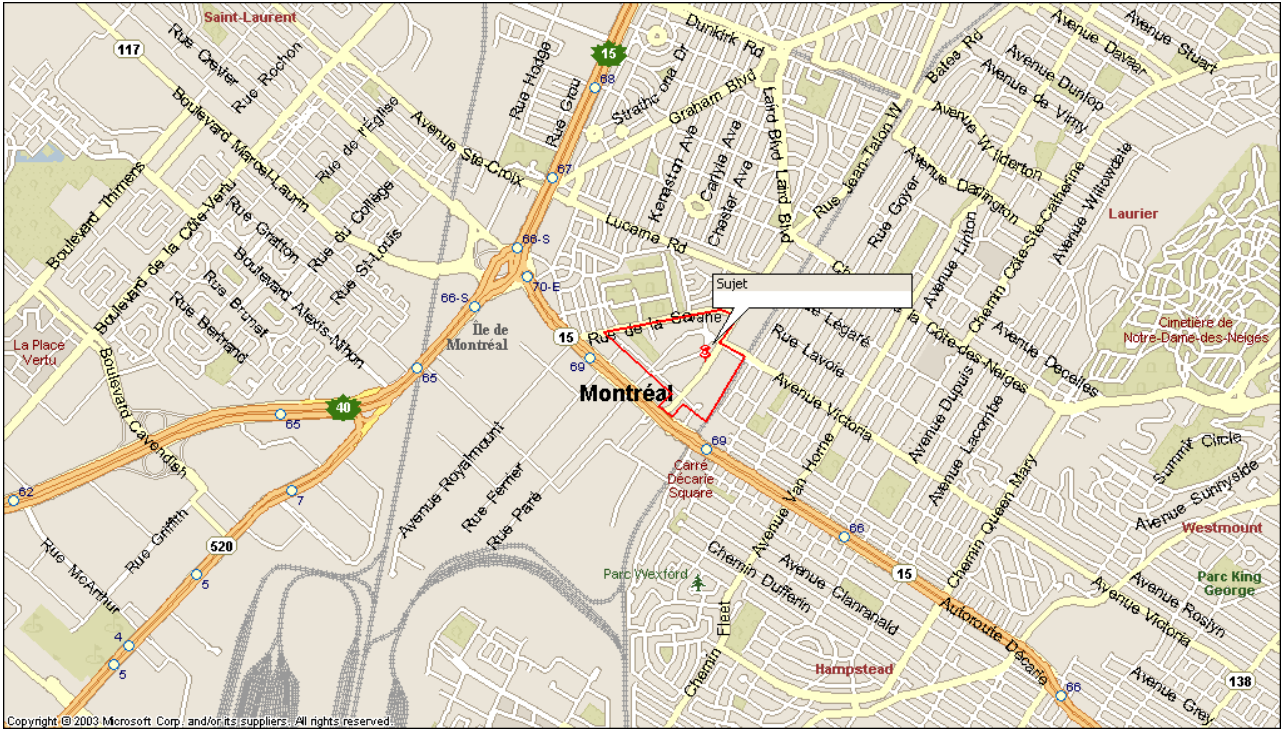 Saint-Laurent
117
Rue Crevier
Rue Rochon
Boulevard Marcel-Laurin
Rue de l'Église
Avenue Ste-Croix
Rue Hodge
Rue Grou
15
68
Dunkirk Rd
Strathcona Dr
Graham Blvd
Laird Blvd
Laird Blvd
Bates Rd
Avenue Davaar
Avenue Stuart
Avenue Dunlop
Avenue de Vimy
Avenue Wilderton
Avenue Darlington
Rue Jean-Talon W
67
Kenaston Ave
Carlyle Ave
Chester Ave
Lucerne Rd
Rue Goyer
Avenue Linton
Chemin Côte-Ste-Catherine
Avenue Willowdale
Laurier
Boulevard Thimens
Boulevard de la Côte-Vertu
Rue Gratton
Rue du Collège
Rue St-Louis
Boulevard Alexis-Nihon
Rue Brunet
Rue Bertrand
66-S
70-E
66-S
Île de
Montréal
Sujet
15
Rue de la Savane
69
65
La Place
Vertu
Rue Légaré
Chemin de la Côte-des-Neiges
Rue Lavoie
Avenue Decelles
Cimetière de
Notre-Dame-des-Neiges
Montréal
Avenue Victoria
Avenue Dupuis
Avenue Lacombe
40
65
Boulevard Cavendish
69
Carré
Décarie
Square
Avenue Royalmount
Rue Ferrier
Rue Paré
Avenue Van Horne
Chemin Queen Mary
Summit Circle
Avenue Sunnyside
Westmount
62
7
Rue Griffith
520
Rue McArthur
5
66
Parc Wexford
Chemin Dufferin
Avenue Clanranald
15
Autoroute Décarie
Avenue Victoria
Avenue Roslyn
Parc King
George
4
5
Chemin Fleet
Hampstead
66
138
Avenue Grey
Copyright © 2003 Microsoft Corp. and/or its suppliers. All rights reserved.